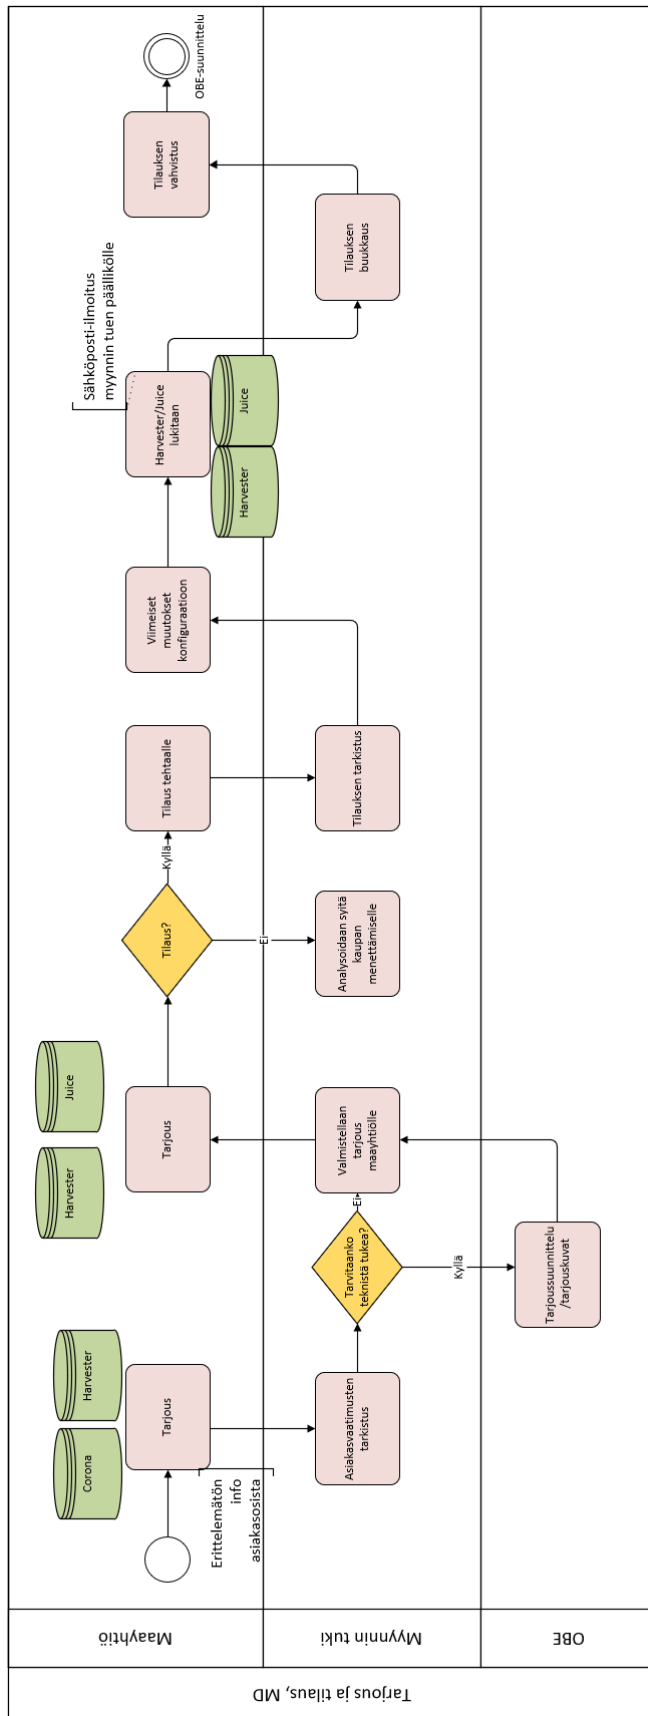 Tarjous ja tilaus, MD
Maayhtiö
Myynnin tuki
OBE
Corona
Harvester
Tarjous
Erittelemätön
info
asiakasosista
Asiakasvaatimusten
tarkistus
Tarvitaanko
teknistä tukea?
Ei
Kyllä
Tarjoussuunnittelu
/tarjouskuvat
Valmistellaan
tarjous
maayhtiölle
Harvester
Juice
Tarjous
Tilaus?
Ei
Kyllä
Analysoidaan syitä
kaupan
menettämiselle
Tilaus tehtaalle
Tilauksen tarkistus
Viimeiset
muutokset
konfiguraatioon
Harvester/Juice
lukitaan
Harvester
Juice
Sähköposti-ilmoitus
myynnin tuen päällikölle
Tilauksen
buukkaus
Tilauksen
vahvistus
OBE-suunnittelu